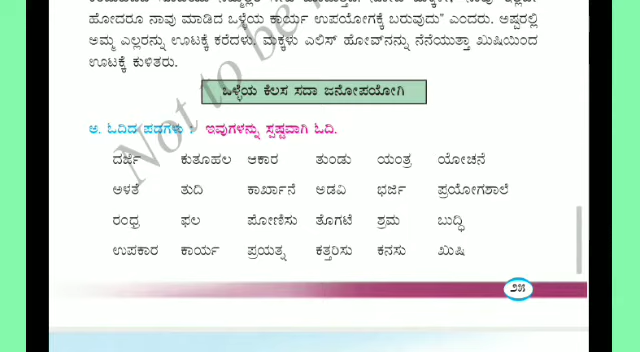 ಹೋದರೂ ನಾವು ಮಾಡಿದ ಒಳ್ಳೆಯ ಕಾರ್ಯ ಉಪಯೋಗಕ್ಕೆ ಬರುವುದು" ಎಂದರು. ಅಷ್ಟರಲ್ಲಿ
ಅಮ್ಮ ಎಲ್ಲರನ್ನು ಊಟಕ್ಕೆ ಕರೆದಳು. ಮಕ್ಕಳು ಎಲಿಸ್ ಹೋವ್‌ನನ್ನು ನೆನೆಯುತ್ತಾ ಖುಷಿಯಿಂದ
ಊಟಕ್ಕೆ ಕುಳಿತರು.
ಒಳ್ಳೆಯ ಕೆಲಸ ಸದಾ ಜನೋಪಯೋಗಿ
ಅ. ಓದಿದ ಪದಗಳು : ಇವುಗಳನ್ನು ಸ್ಪಷ್ಟವಾಗಿ ಓದಿ.
ದರ್ಜಿ ಕುತೂಹಲ ಆಕಾರ ತುಂಡು ಯಂತ್ರ ಯೋಚನೆ
ಅಳತೆ ತುದಿ ಕಾರ್ಖಾನೆ ಅಡವಿ ಭರ್ಜಿ ಪ್ರಯೋಗಶಾಲೆ
ರಂಧ್ರ ಫಲ ಪೋಣಿಸು ತೊಗಟೆ ಶ್ರಮ ಬುದ್ಧಿ
ಉಪಕಾರ ಕಾರ್ಯ ಪ್ರಯತ್ನ ಕತ್ತರಿಸು ಕನಸು ಖುಷಿ
Not to be
೨೫